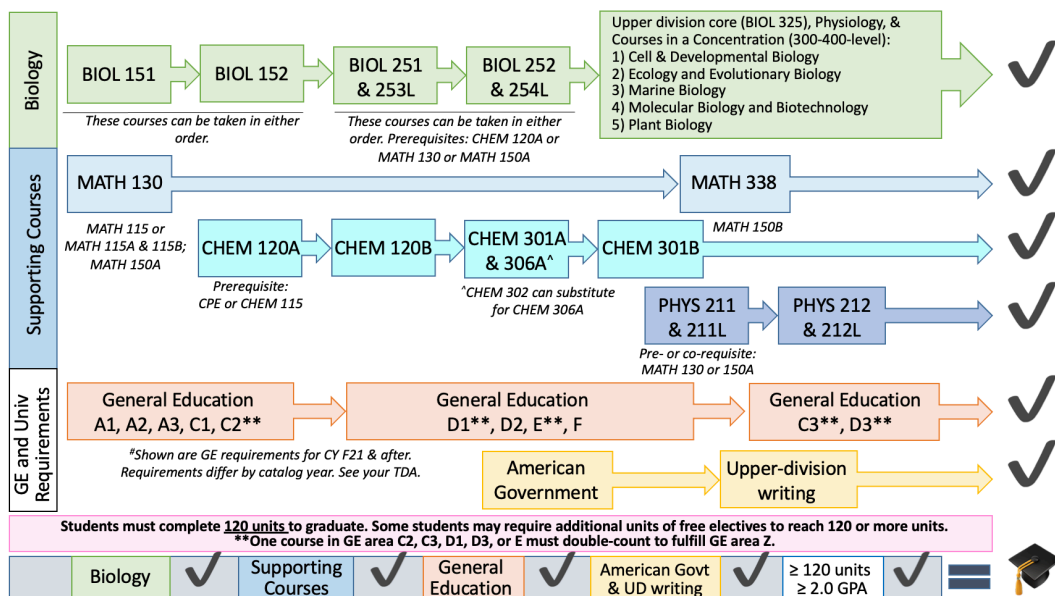 Biology
BIOL 151
BIOL 152
BIOL 251
& 253L
BIOL 252
& 254L
Upper division core (BIOL 325), Physiology, &
Courses in a Concentration (300-400-level):
1) Cell & Developmental Biology
2) Ecology and Evolutionary Biology
3) Marine Biology
4) Molecular Biology and Biotechnology
5) Plant Biology
These courses can be taken in either
order.
These courses can be taken in either
order. Prerequisites: CHEM 120A or
MATH 130 or MATH 150A
Supporting Courses
MATH 130
MATH 338
MATH 115 or
MATH 115A & 115B;
MATH 150A
MATH 150B
CHEM 120A
CHEM 120B
CHEM 301A
& 306A^
CHEM 301B
Prerequisite:
CPE or CHEM 115
^CHEM 302 can substitute
for CHEM 306A
PHYS 211
& 211L
PHYS 212
& 212L
Pre- or co-requisite:
MATH 130 or 150A
GE and Univ
Requirements
General Education
A1, A2, A3, C1, C2**
General Education
D1**, D2, E**, F
General Education
C3**, D3**
#Shown are GE requirements for CY F21 & after.
Requirements differ by catalog year. See your TDA.
American
Government
Upper-division
writing
Students must complete 120 units to graduate. Some students may require additional units of free electives to reach 120 or more units.
**One course in GE area C2, C3, D1, D3, or E must double-count to fulfill GE area Z.
Biology
Supporting
Courses
General
Education
American Govt
& UD writing
≥ 120 units
≥ 2.0 GPA